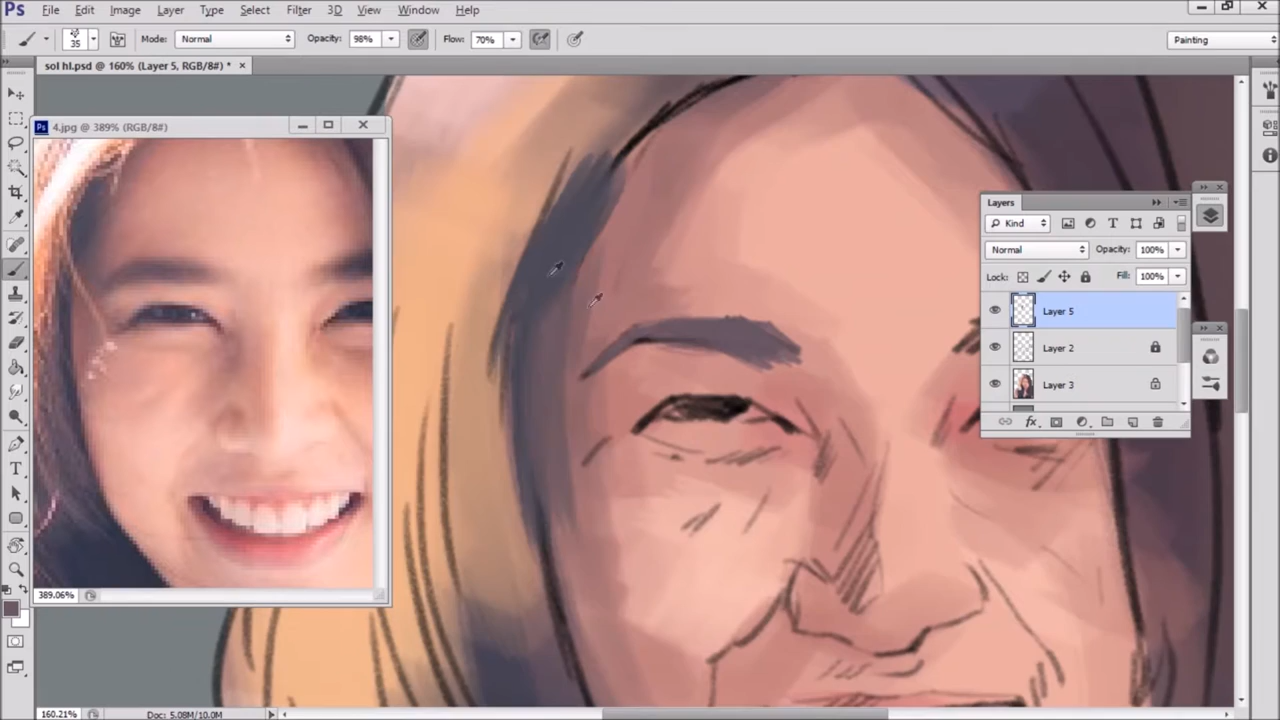 Ps File Edit Image Layer Type Select Filter 3D View Window Help
35 Mode: Normal Opacity: 98% Flow: 70% Painting
sol hl.psd @ 160% (Layer 5, RGB/8#) * ×
Ps 4.jpg @ 389% (RGB/8#)
Layers
Kind T
Normal Opacity: 100%
Lock: Fill: 100%
Layer 5
Layer 2
Layer 3
fx
T
389.06%
160.21% Doc: 5.08M/10.0M